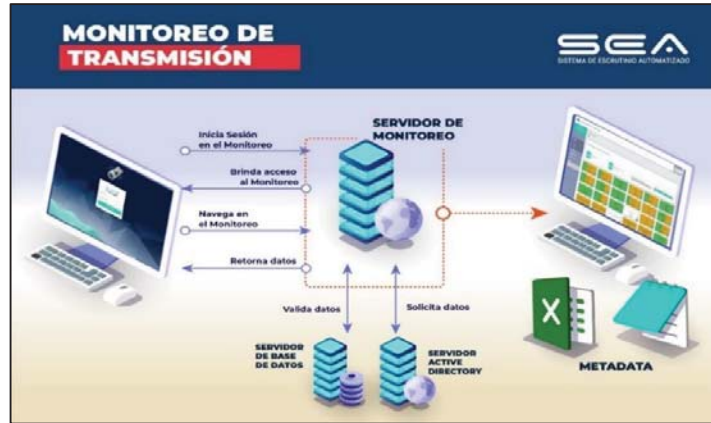 MONITOREO DE
TRANSMISIÓN
SEA
SISTEMA DE ESCRUTINIO AUTOMATIZADO
Inicia Sesión
en el Monitoreo
Brinda acceso
al Monitoreo
Navega en
el Monitoreo
Retorna datos
SERVIDOR DE
MONITOREO
Valida datos
Solicita datos
SERVIDOR
DE BASE
DE DATOS
SERVIDOR
ACTIVE
DIRECTORY
X
METADATA